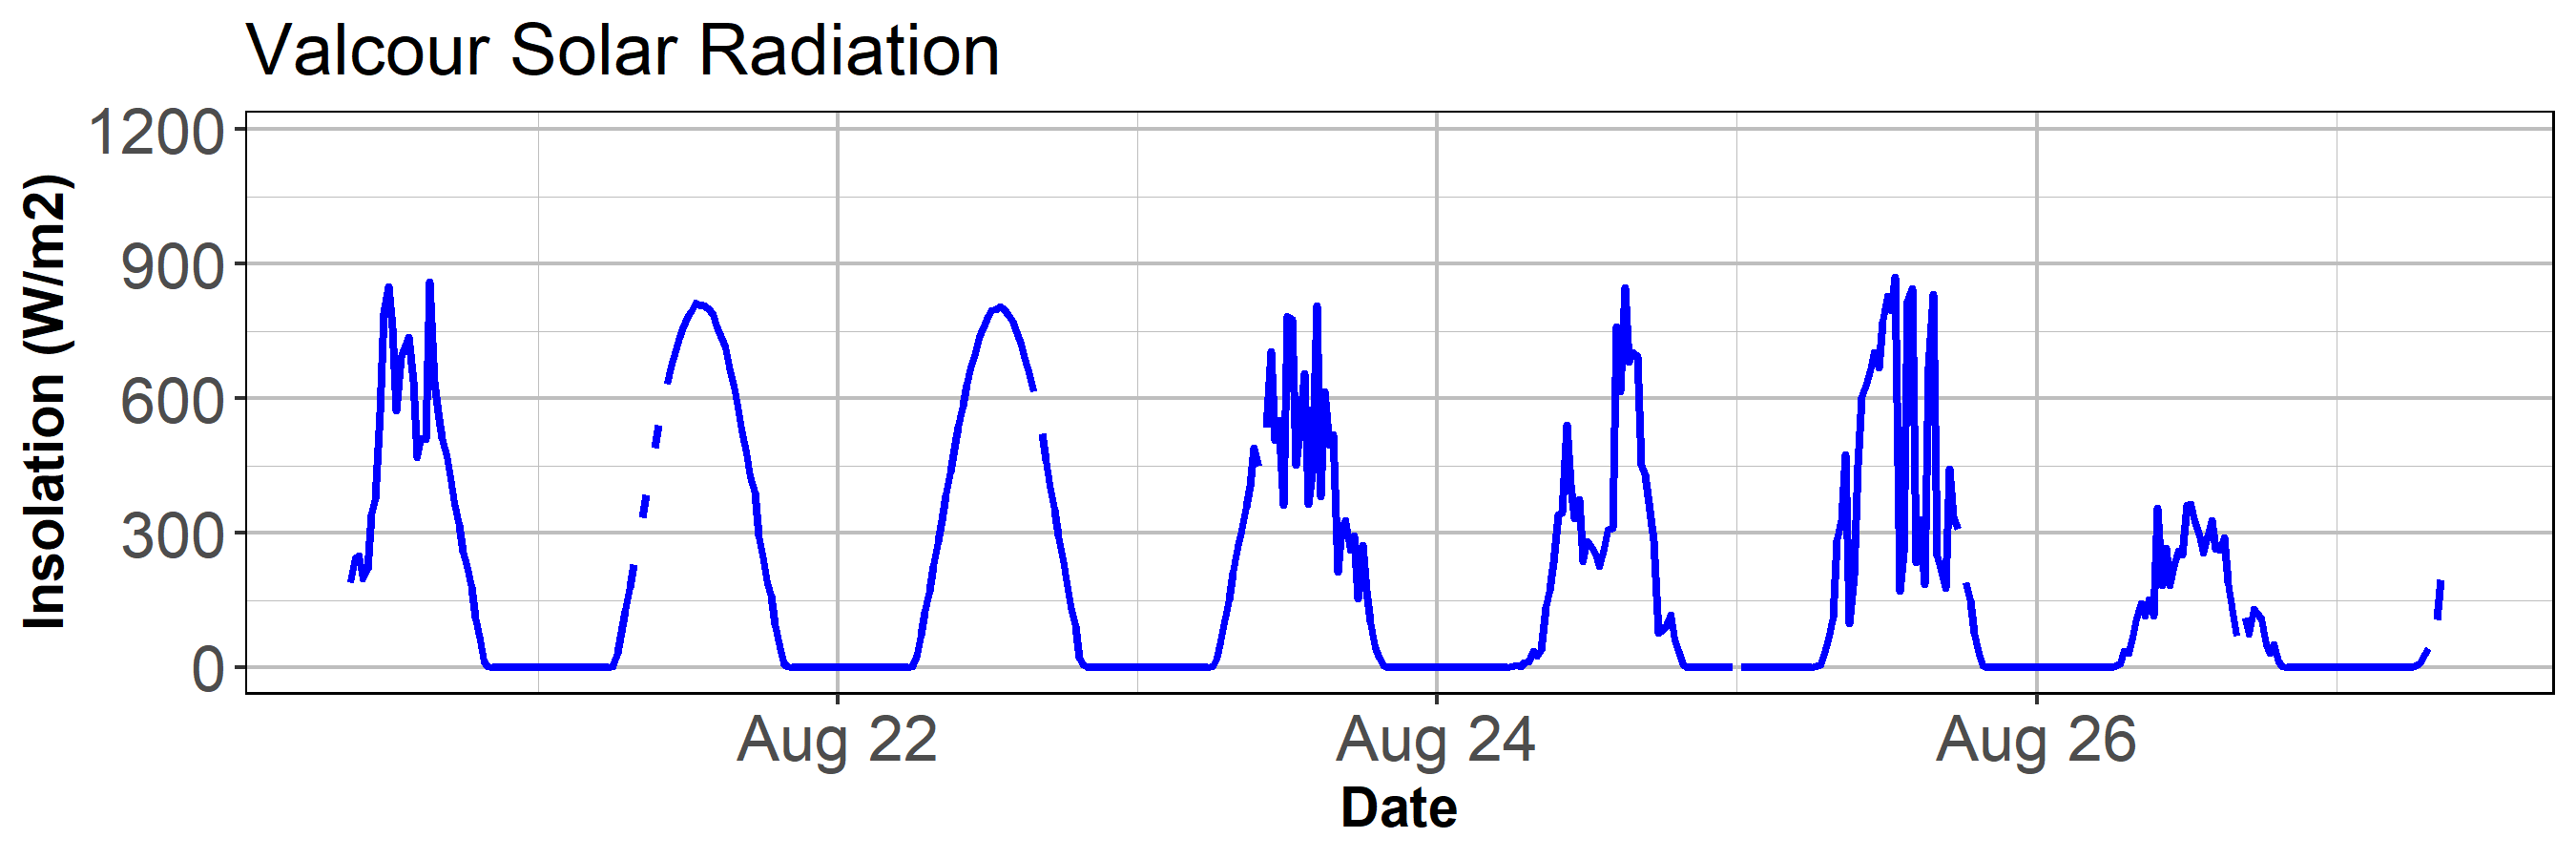 Valcour Solar Radiation
1200
900
600
300
0
Insolation (W/m2)
Aug 22 Aug 24 Aug 26
Date